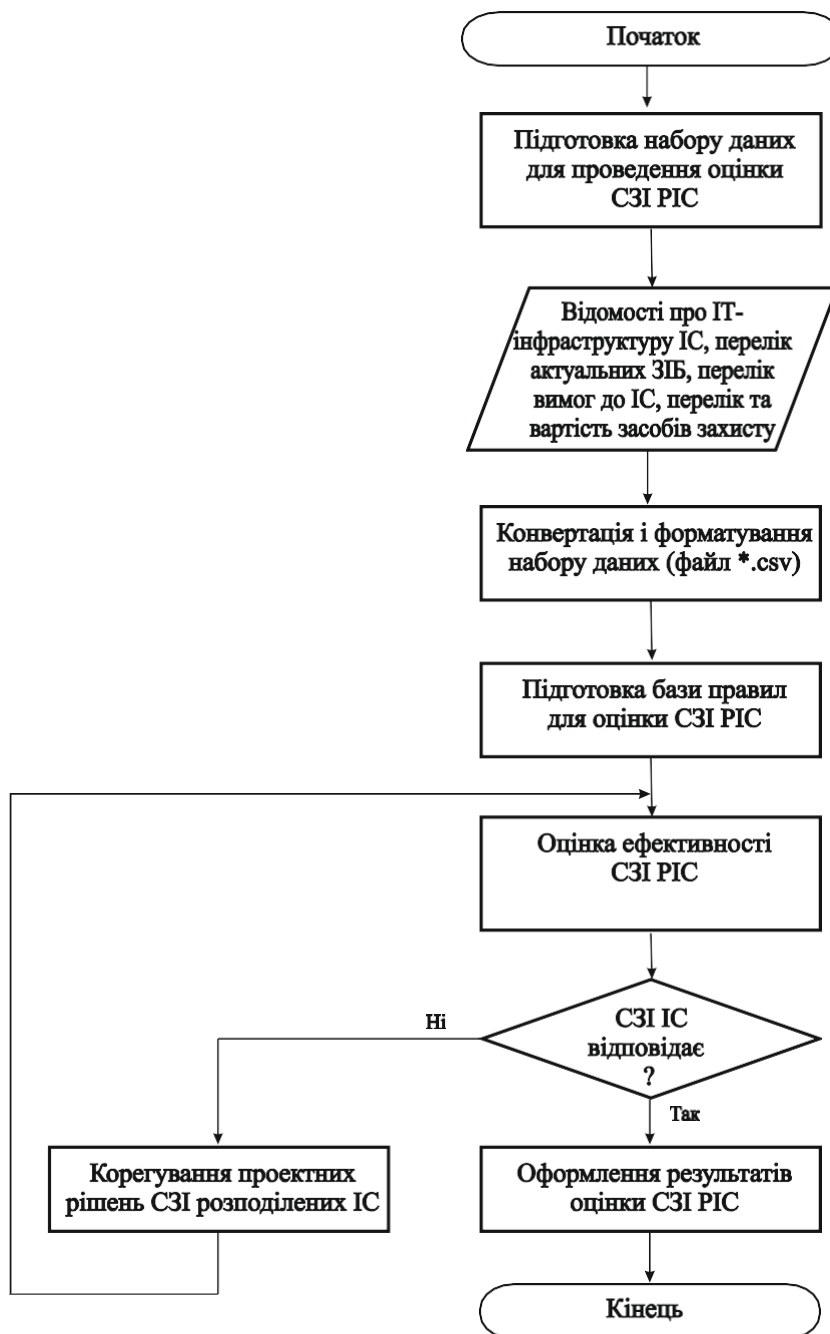 Початок
Підготовка набору даних
для проведення оцінки
СЗІ РІС
Відомості про ІТ-
інфраструктуру ІС, перелік
актуальних ЗІБ, перелік
вимог до ІС, перелік та
вартість засобів захисту
Конвертація і форматування
набору даних (файл *.csv)
Підготовка бази правил
для оцінки СЗІ РІС
Оцінка ефективності
СЗІ РІС
СЗІ ІС
відповідає
?
Ні
Так
Корегування проектних
рішень СЗІ розподілених ІС
Оформлення результатів
оцінки СЗІ РІС
Кінець